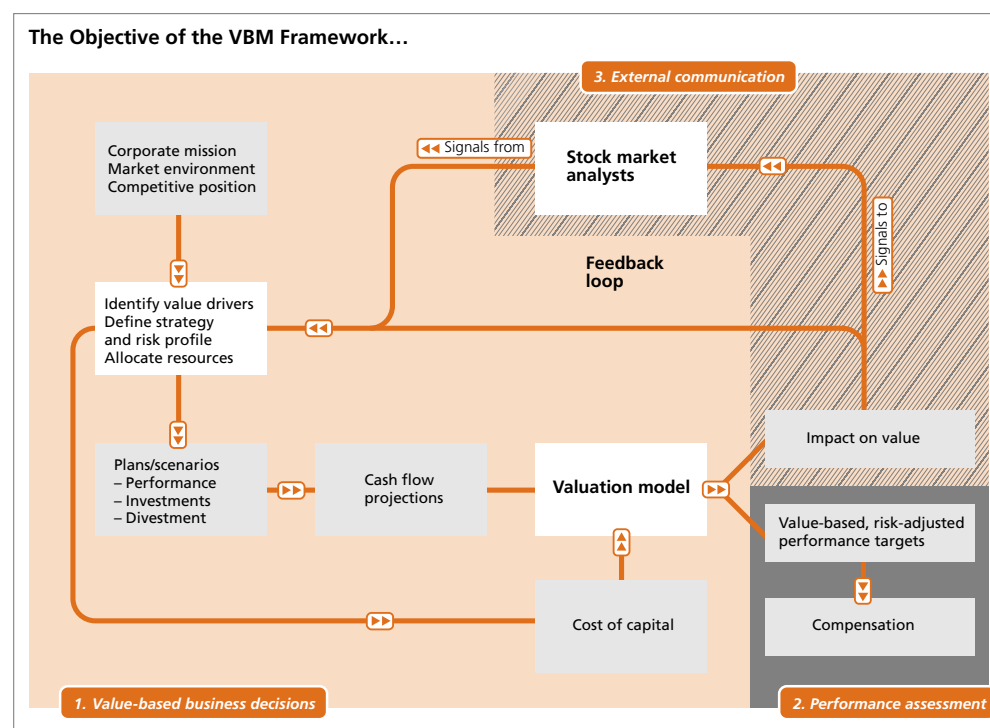 The Objective of the VBM Framework…
3. External communication
Corporate mission
Market environment
Competitive position
Signals from
Stock market
analysts
Signals to
Feedback
loop
Identify value drivers
Define strategy
and risk profile
Allocate resources
Impact on value
Plans/scenarios
– Performance
– Investments
– Divestment
Cash flow
projections
Valuation model
Value-based, risk-adjusted
performance targets
Cost of capital
Compensation
1. Value-based business decisions
2. Performance assessment